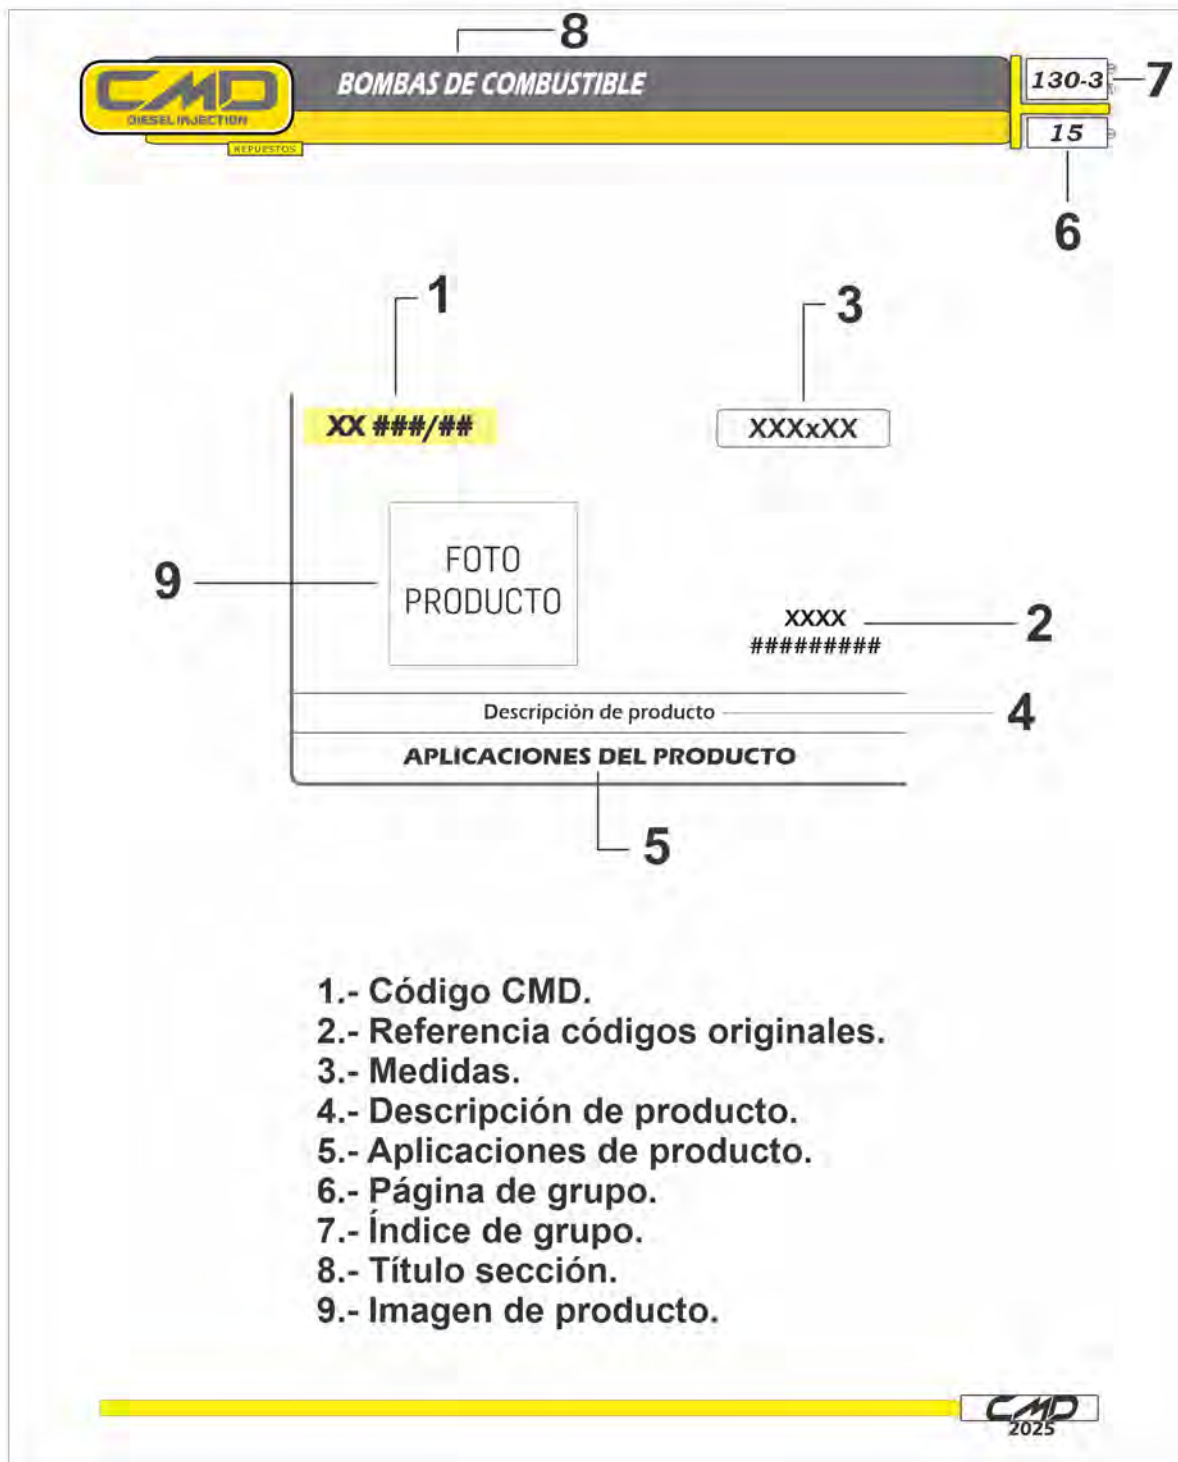 8
CMD
DIESEL INJECTION
REPUESTOS
BOMBAS DE COMBUSTIBLE
130-3
7
15
6
1
3
XX ###/##
XXXxXX
9
FOTO
PRODUCTO
XXXX
#########
2
Descripción de producto
4
APLICACIONES DEL PRODUCTO
5
1.- Código CMD.
2.- Referencia códigos originales.
3.- Medidas.
4.- Descripción de producto.
5.- Aplicaciones de producto.
6.- Página de grupo.
7.- Índice de grupo.
8.- Título sección.
9.- Imagen de producto.
CMD
2025